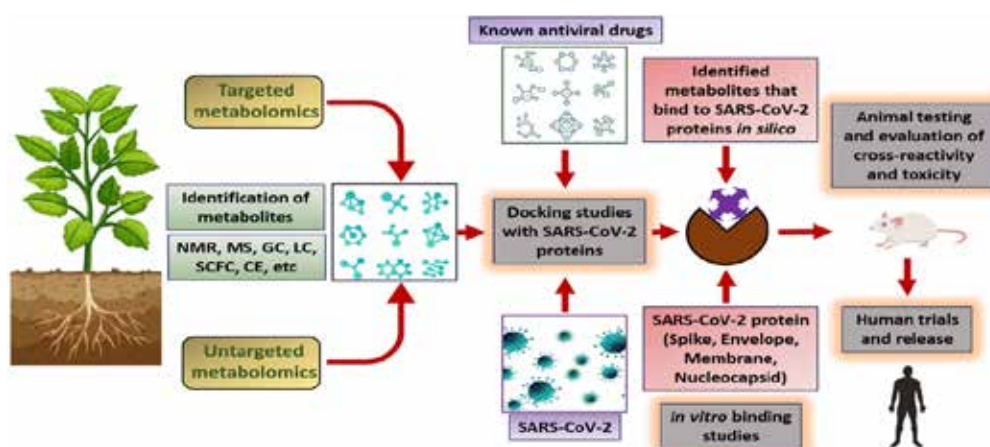 Known antiviral drugs
Targeted
metabolomics
Identified
metabolites that
bind to SARS-CoV-2
proteins in silico
Animal testing
and evaluation of
cross-reactivity
and toxicity
Identification of
metabolites
NMR, MS, GC, LC,
SCFC, CE, etc
Docking studies
with SARS-CoV-2
proteins
Untargeted
metabolomics
SARS-CoV-2
SARS-CoV-2 protein
(Spike, Envelope,
Membrane,
Nucleocapsid)
in vitro binding
studies
Human trials
and release